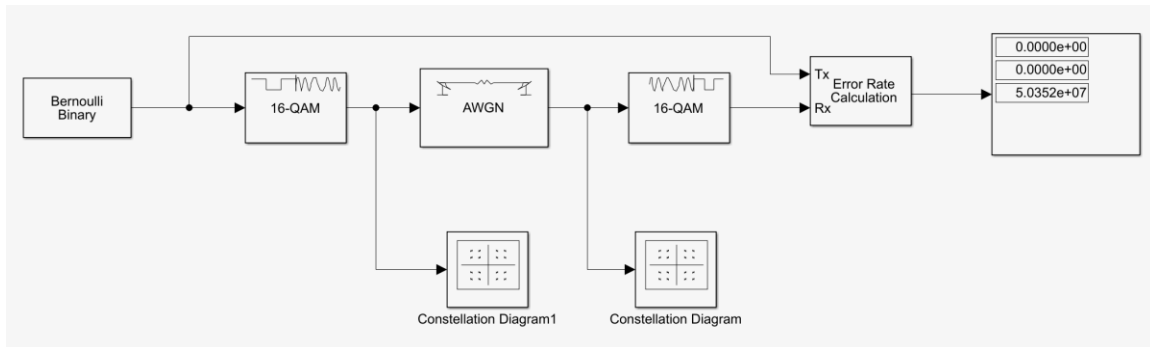 Bernoulli
Binary
16-QAM
AWGN
16-QAM
Tx
Rx
Error Rate
Calculation
0.0000e+00
0.0000e+00
5.0352e+07
Constellation Diagram1
Constellation Diagram